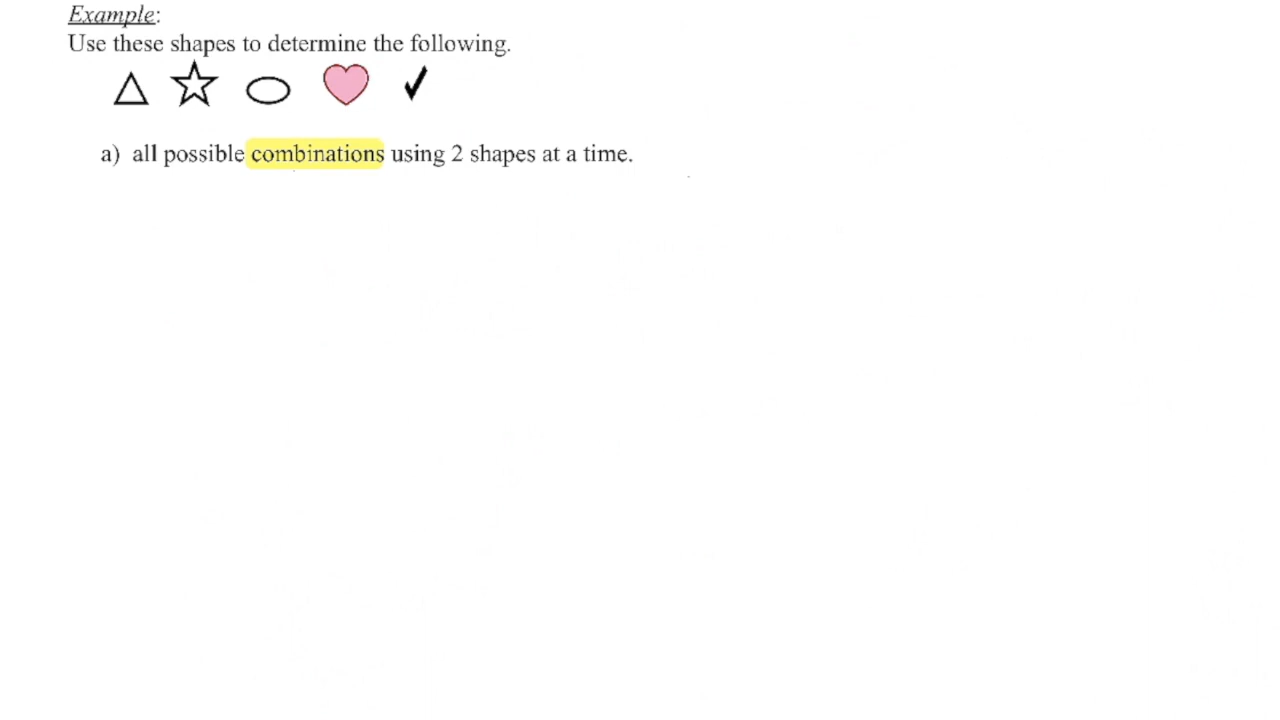 Example:
Use these shapes to determine the following.
a) all possible combinations using 2 shapes at a time.